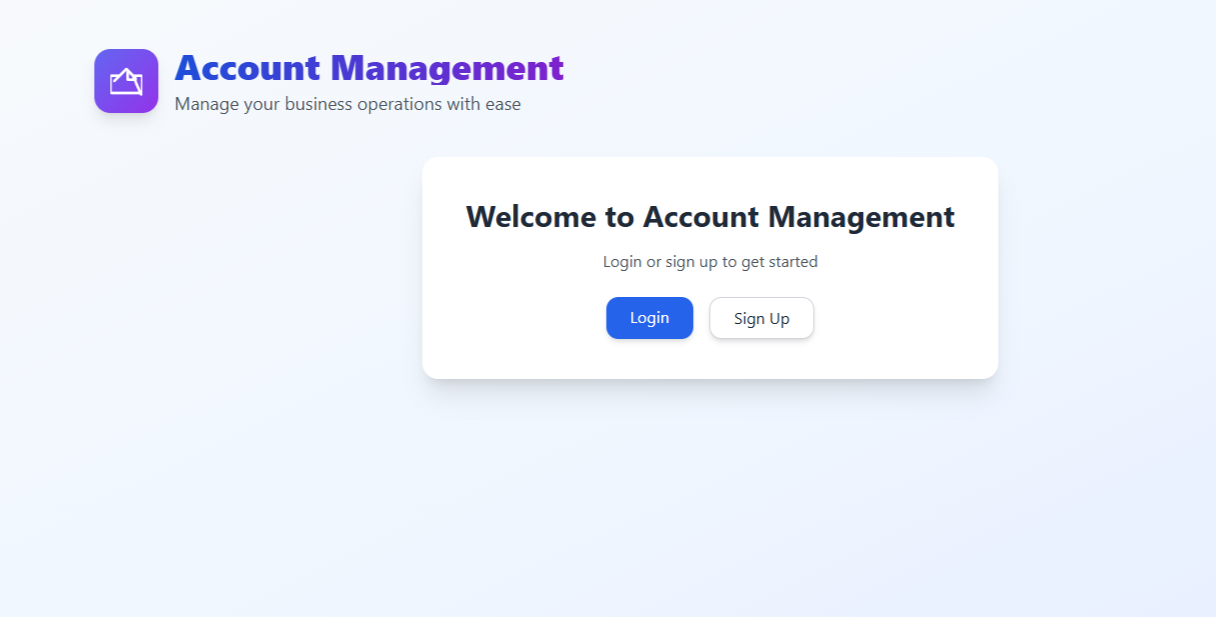 Account Management
Manage your business operations with ease
Welcome to Account Management
Login or sign up to get started
Login
Sign Up